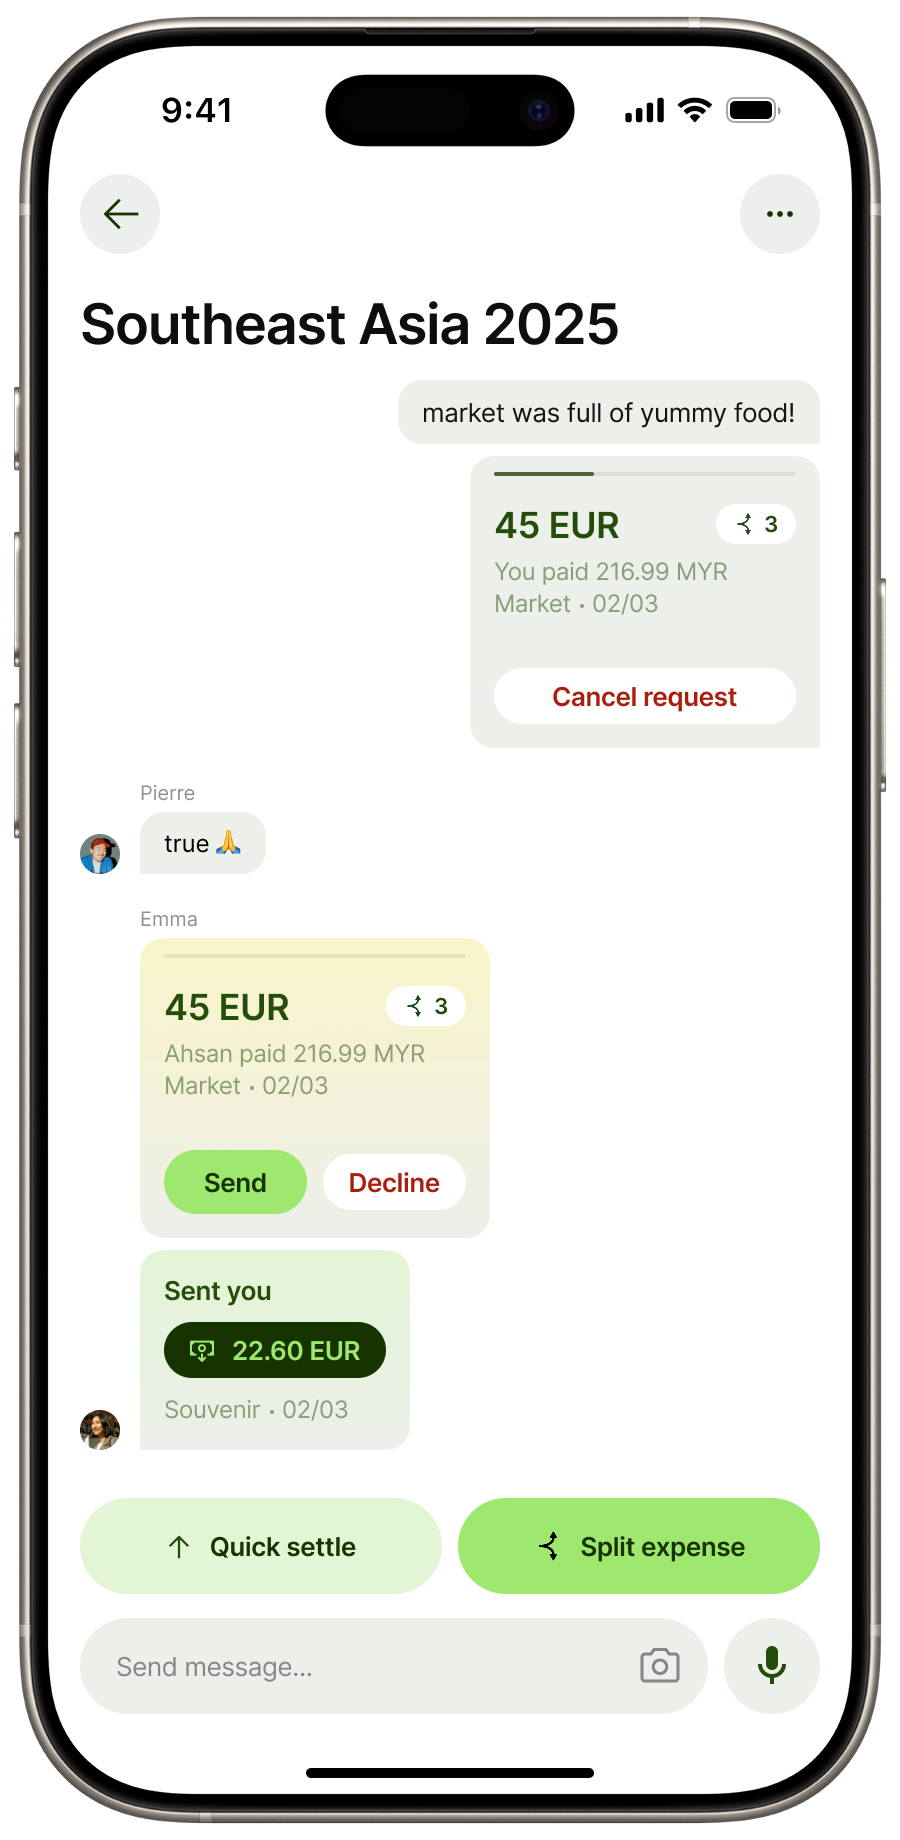 9:41
Southeast Asia 2025
market was full of yummy food!
45 EUR
3
You paid 216.99 MYR
Market • 02/03
Cancel request
Pierre
true 🙏
Emma
45 EUR
3
Ahsan paid 216.99 MYR
Market • 02/03
Send
Decline
Sent you
22.60 EUR
Souvenir • 02/03
Quick settle
Split expense
Send message...